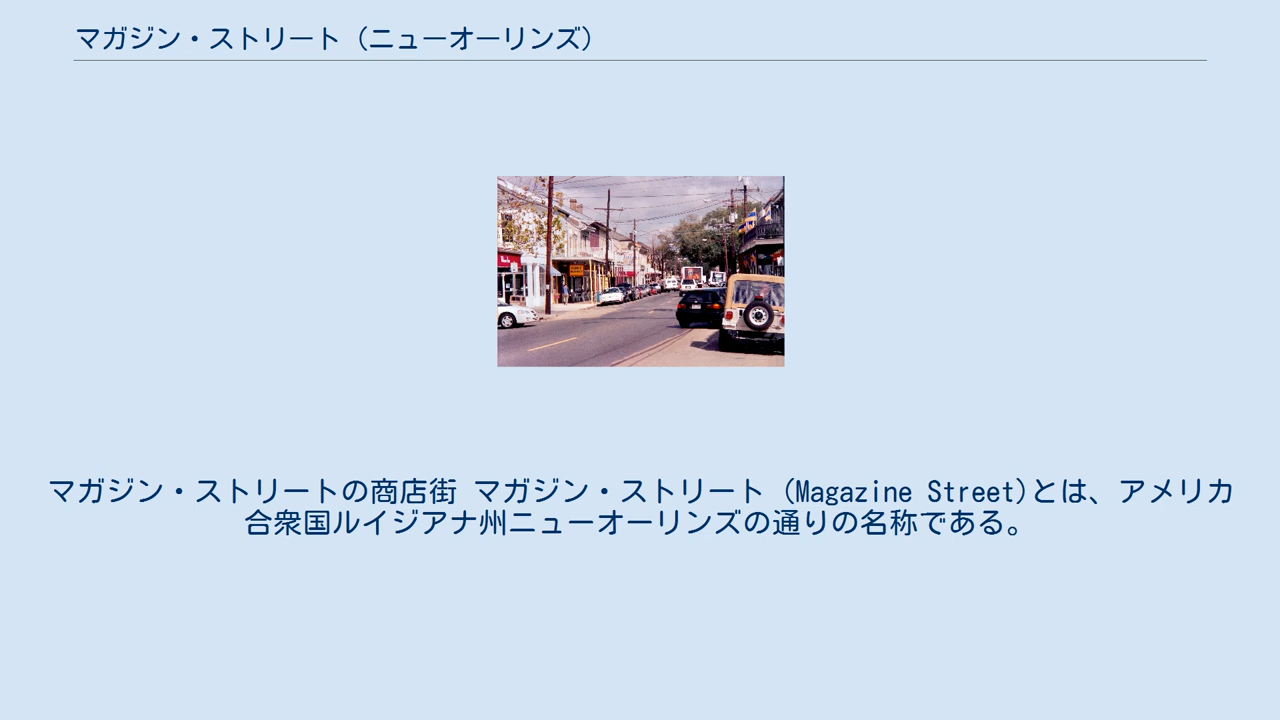 マガジン・ストリート（ニューオーリンズ）
マガジン・ストリートの商店街 マガジン・ストリート (Magazine Street)とは、アメリカ
合衆国ルイジアナ州ニューオーリンズの通りの名称である。